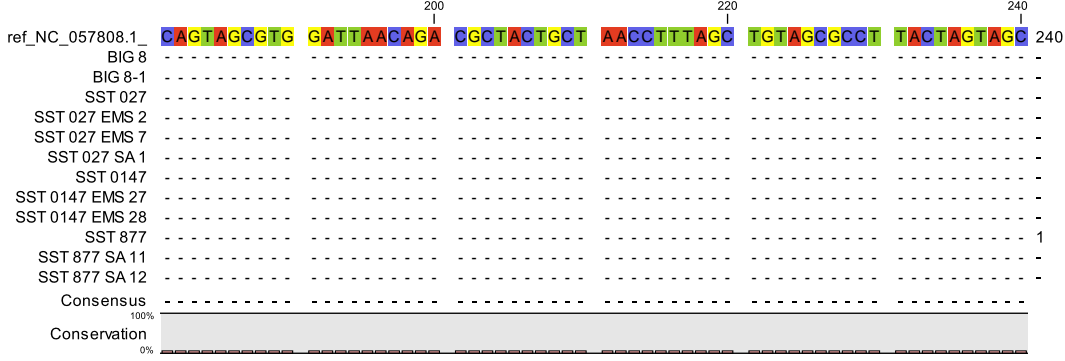 200 220 240
ref_NC_057808.1_ CAGTAGCGTG GATTAACAGA CGCTACTGCT AACCTTTAGC TGTAGCGCCT TACTAGTAGC 240
BIG 8 - - - - - - - - - - - - - - - - - - - - - - - - - - - - - - - - - - - - - - - - - - - - - - - - - - - - - - - - - - - - -
BIG 8-1 - - - - - - - - - - - - - - - - - - - - - - - - - - - - - - - - - - - - - - - - - - - - - - - - - - - - - - - - - - - - -
SST 027 - - - - - - - - - - - - - - - - - - - - - - - - - - - - - - - - - - - - - - - - - - - - - - - - - - - - - - - - - - - - -
SST 027 EMS 2 - - - - - - - - - - - - - - - - - - - - - - - - - - - - - - - - - - - - - - - - - - - - - - - - - - - - - - - - - - - - -
SST 027 EMS 7 - - - - - - - - - - - - - - - - - - - - - - - - - - - - - - - - - - - - - - - - - - - - - - - - - - - - - - - - - - - - -
SST 027 SA 1 - - - - - - - - - - - - - - - - - - - - - - - - - - - - - - - - - - - - - - - - - - - - - - - - - - - - - - - - - - - - -
SST 0147 - - - - - - - - - - - - - - - - - - - - - - - - - - - - - - - - - - - - - - - - - - - - - - - - - - - - - - - - - - - - -
SST 0147 EMS 27 - - - - - - - - - - - - - - - - - - - - - - - - - - - - - - - - - - - - - - - - - - - - - - - - - - - - - - - - - - - - -
SST 0147 EMS 28 - - - - - - - - - - - - - - - - - - - - - - - - - - - - - - - - - - - - - - - - - - - - - - - - - - - - - - - - - - - - -
SST 877 - - - - - - - - - - - - - - - - - - - - - - - - - - - - - - - - - - - - - - - - - - - - - - - - - - - - - - - - - - - - 1
SST 877 SA 11 - - - - - - - - - - - - - - - - - - - - - - - - - - - - - - - - - - - - - - - - - - - - - - - - - - - - - - - - - - - - -
SST 877 SA 12 - - - - - - - - - - - - - - - - - - - - - - - - - - - - - - - - - - - - - - - - - - - - - - - - - - - - - - - - - - - - -
Consensus - - - - - - - - - - - - - - - - - - - - - - - - - - - - - - - - - - - - - - - - - - - - - - - - - - - - - - - - - - - -
100%
Conservation
0%